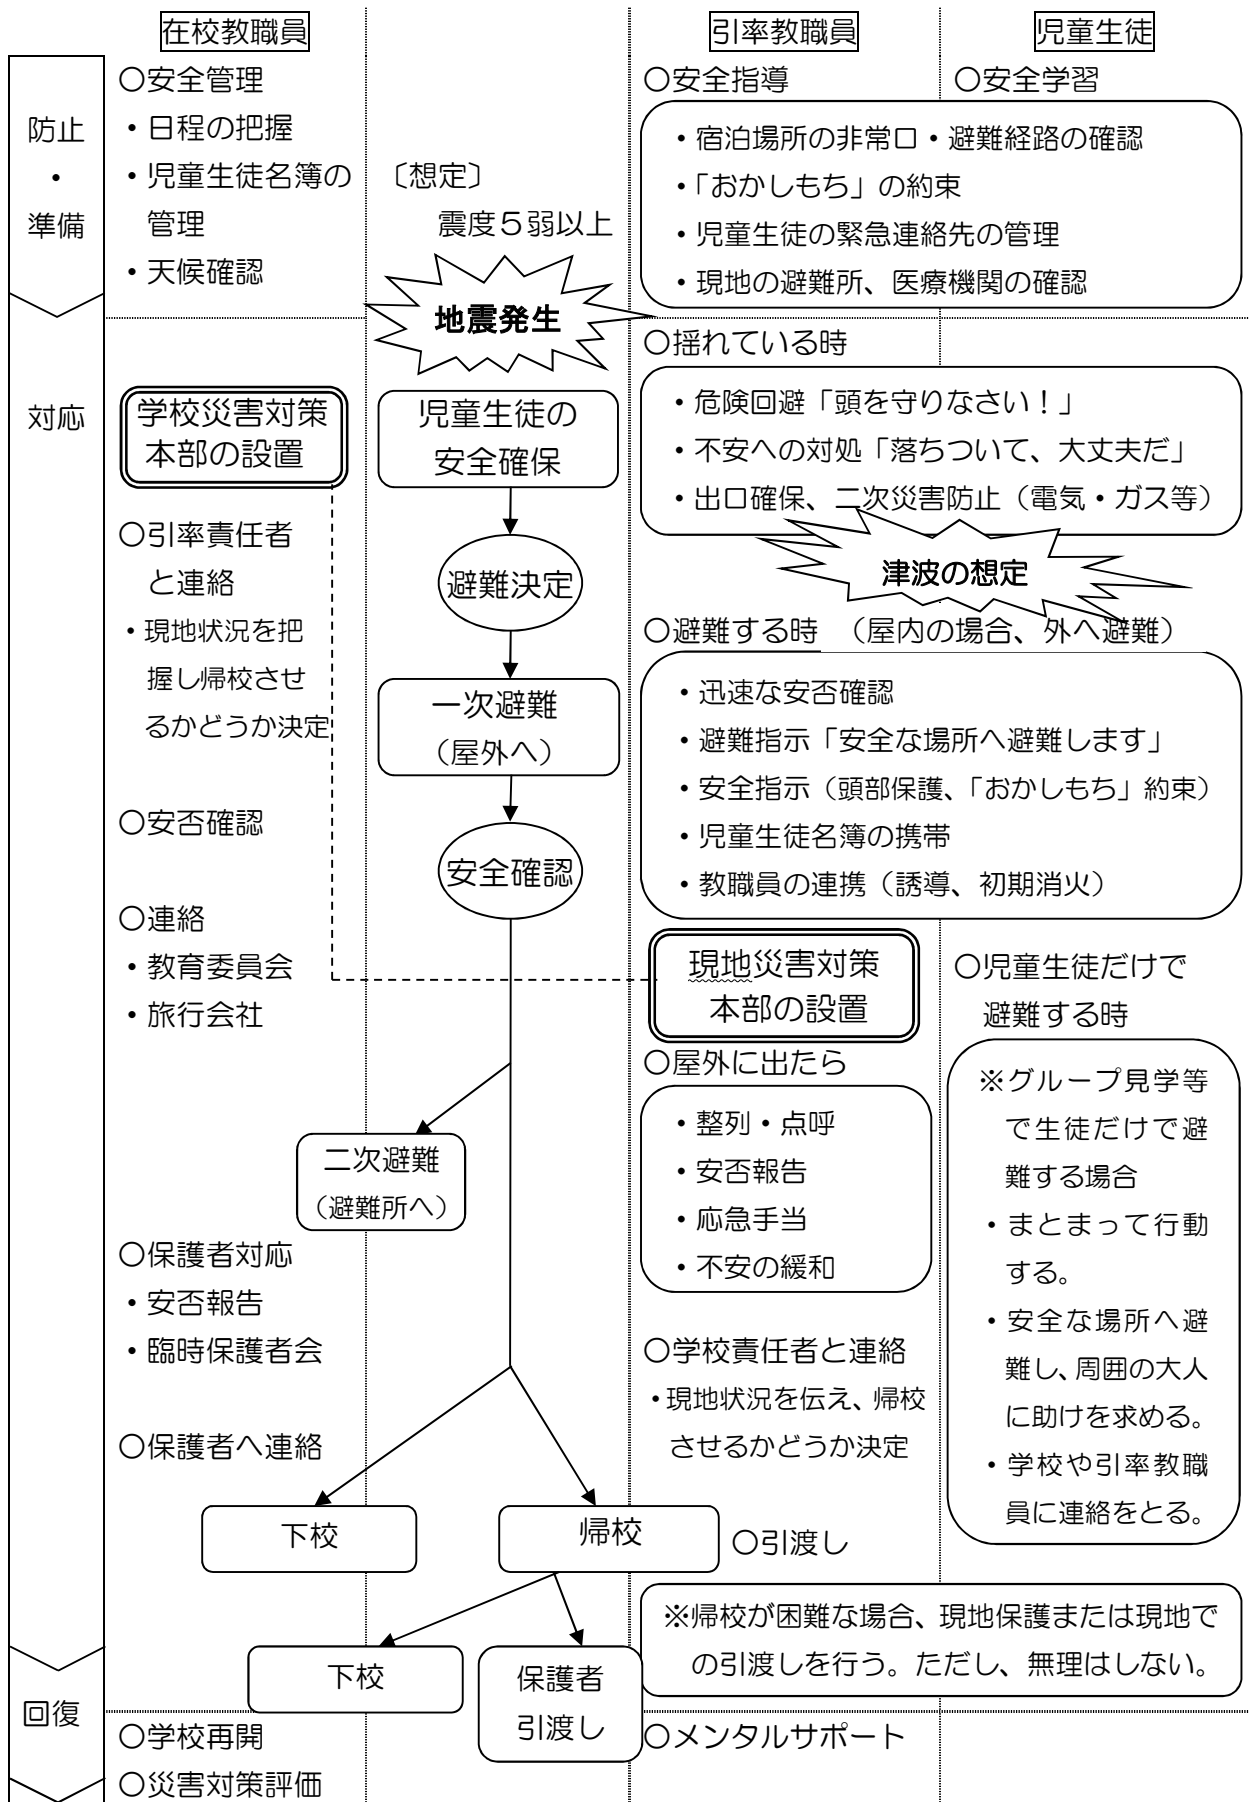 在校教職員
引率教職員
児童生徒
防止
・
準備
〇安全管理
・日程の把握
・児童生徒名簿の
管理
・天候確認
〔想定〕
震度5弱以上
地震発生
〇安全指導
〇安全学習
・宿泊場所の非常口・避難経路の確認
・「おかしもち」の約束
・児童生徒の緊急連絡先の管理
・現地の避難所、医療機関の確認
対応
学校災害対策
本部の設置
〇引率責任者
と連絡
・現地状況を把
握し帰校させ
るかどうか決定
〇安否確認
〇連絡
・教育委員会
・旅行会社
〇保護者対応
・安否報告
・臨時保護者会
〇保護者へ連絡
児童生徒の
安全確保
避難決定
一次避難
（屋外へ）
安全確認
二次避難
（避難所へ）
下校
帰校
下校
保護者
引渡し
〇揺れている時
・危険回避「頭を守りなさい！」
・不安への対処「落ちついて、大丈夫だ」
・出口確保、二次災害防止（電気・ガス等）
津波の想定
〇避難する時　（屋内の場合、外へ避難）
・迅速な安否確認
・避難指示「安全な場所へ避難します」
・安全指示（頭部保護、「おかしもち」約束）
・児童生徒名簿の携帯
・教職員の連携（誘導、初期消火）
現地災害対策
本部の設置
〇屋外に出たら
・整列・点呼
・安否報告
・応急手当
・不安の緩和
〇学校責任者と連絡
・現地状況を伝え、帰校
させるかどうか決定
〇引渡し
〇児童生徒だけで
避難する時
※グループ見学等
で生徒だけで避
難する場合
・まとまって行動
する。
・安全な場所へ避
難し、周囲の大人
に助けを求める。
・学校や引率教職
員に連絡をとる。
※帰校が困難な場合、現地保護または現地で
の引渡しを行う。ただし、無理はしない。
回復
〇学校再開
〇災害対策評価
〇メンタルサポート